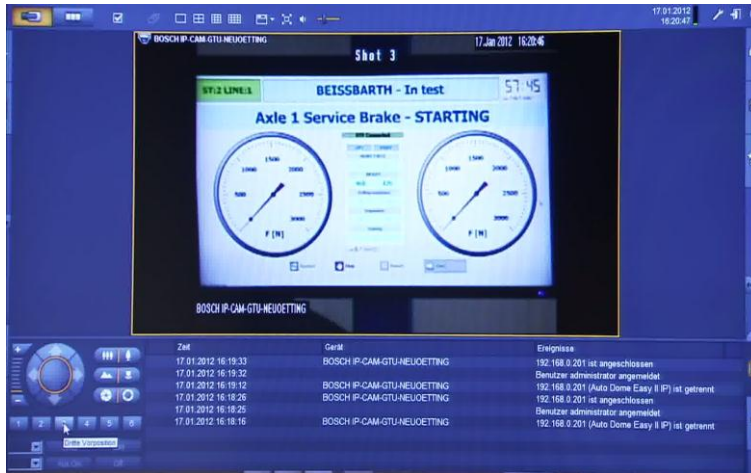 17.01.2012
16:20:47
BOSCH IP-CAM-GTU-NEUOETTING
17.Jan 2012 16:20:46
Shot 3
ST:2 LINE:1
BEISSBARTH - In test
57:45
Axle 1 Service Brake - STARTING
500
1000
1500
2000
2500
3000
F [N]
500
1000
1500
2000
2500
3000
F [N]
Stop
BOSCH IP-CAM-GTU-NEUOETTING
Zeit Gerät Ereignisse
17.01.2012 16:19:33 BOSCH IP-CAM-GTU-NEUOETTING 192.168.0.201 ist angeschlossen
17.01.2012 16:19:32 Benutzer administrator angemeldet
17.01.2012 16:19:12 BOSCH IP-CAM-GTU-NEUOETTING 192.168.0.201 (Auto Dome Easy II IP) ist getrennt
17.01.2012 16:18:26 BOSCH IP-CAM-GTU-NEUOETTING 192.168.0.201 ist angeschlossen
17.01.2012 16:18:25 Benutzer administrator angemeldet
17.01.2012 16:18:16 BOSCH IP-CAM-GTU-NEUOETTING 192.168.0.201 (Auto Dome Easy II IP) ist getrennt
1 2 3 4 5 6
Dritte Vorposition